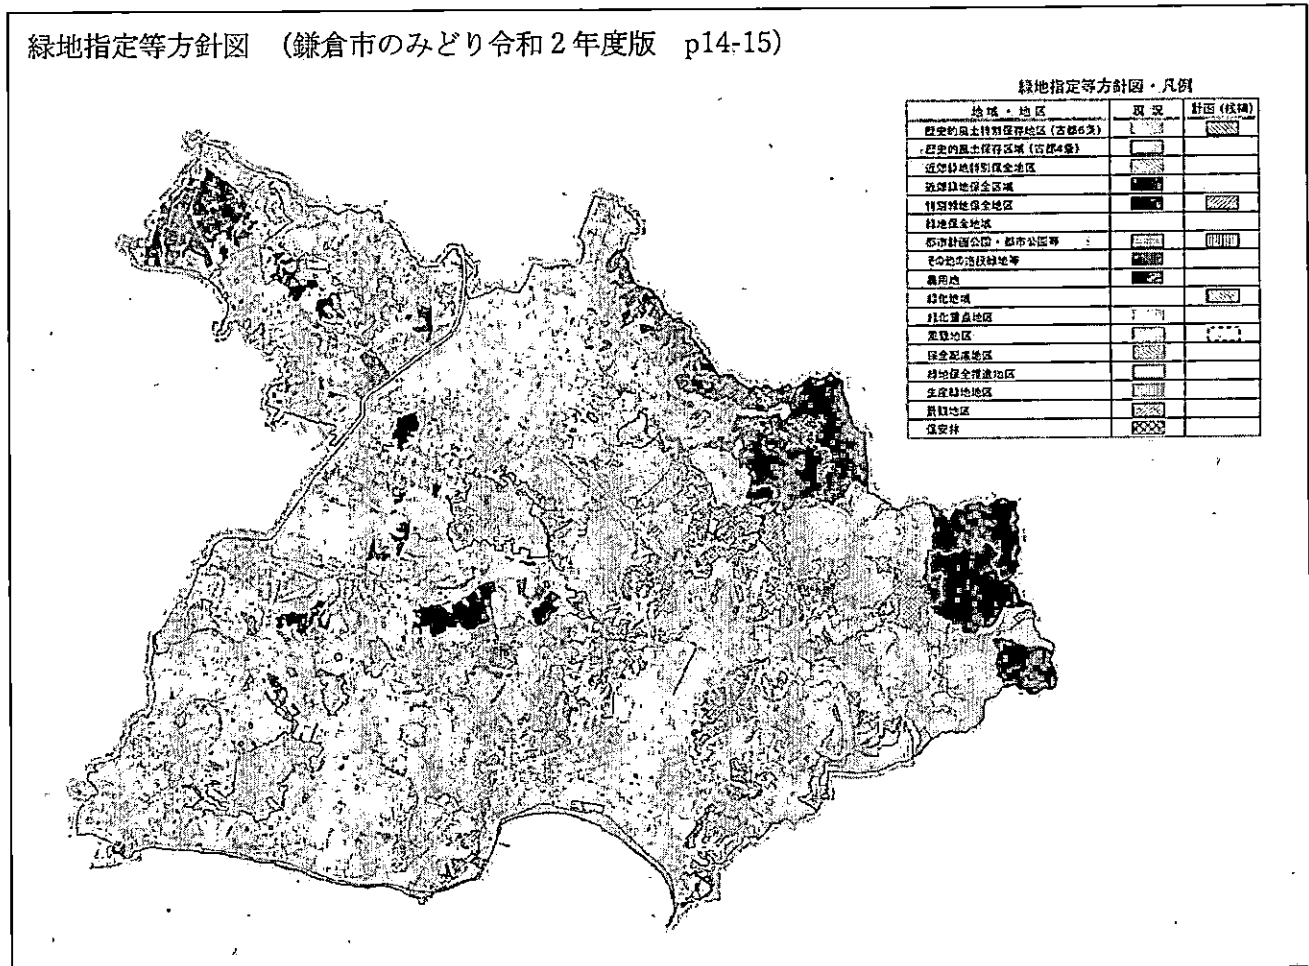 緑地指定等方針図 (鎌倉市のみどり令和2年度版 p14-15)
緑地指定等方針図・凡例
地域・地区 現況 計画(候補)
歴史的風土特別保存地区(古都6条)
歴史的風土保存区域(古都4条)
近郊緑地特別保全地区
近郊緑地保全区域
特別緑地保全地区
緑地保全地域
都市計画公園・都市公園等
その他の施設緑地等
農用地
緑化地域
緑化重点地区
風致地区
保全配慮地区
緑地保全推進地区
生産緑地地区
景観地区
保安林